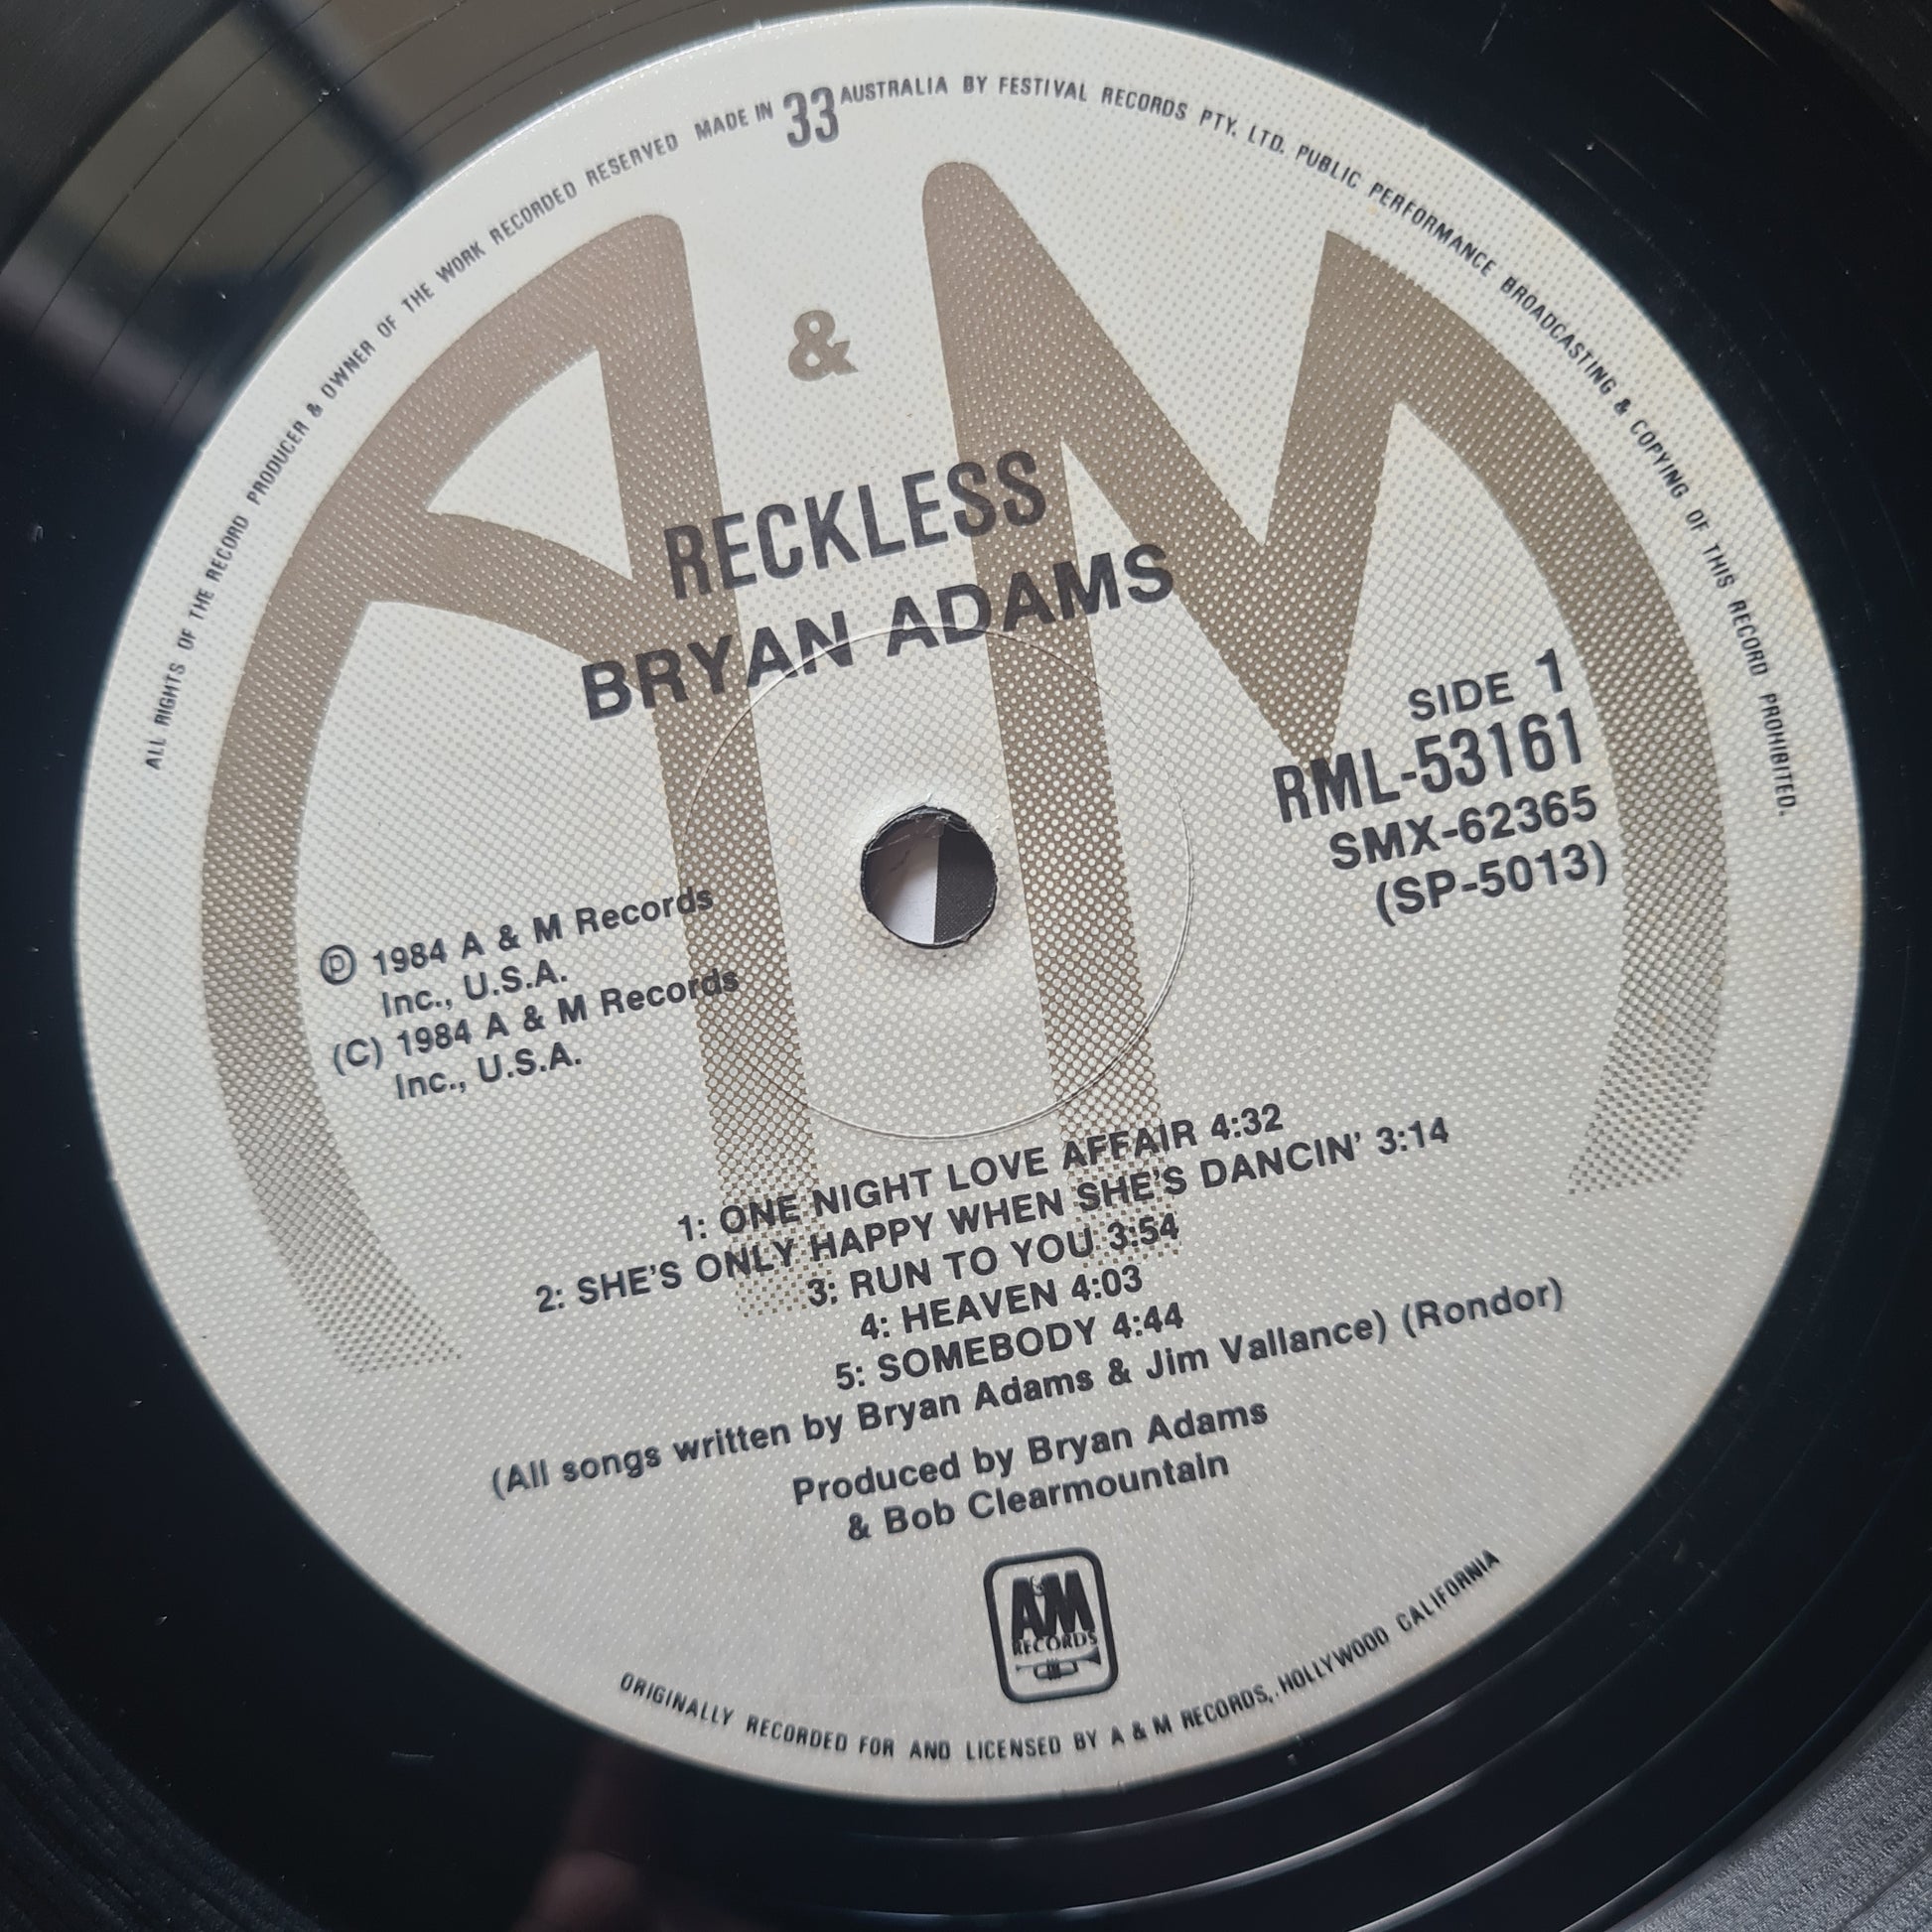 ALL RIGHTS OF THE RECORD PRODUCER & OWNER OF THE WORK RECORDED RESERVED MADE IN 33 AUSTRALIA BY FESTIVAL RECORDS PTY. LTD. PUBLIC PERFORMANCE BROADCASTING & COPYING OF THIS RECORD PROHIBITED.
A & M
RECKLESS
BRYAN ADAMS
SIDE 1
RML-53161
SMX-62365
(SP-5013)
Ⓟ 1984 A & M Records
Inc., U.S.A.
(C) 1984 A & M Records
Inc., U.S.A.
1: ONE NIGHT LOVE AFFAIR 4:32
2: SHE'S ONLY HAPPY WHEN SHE'S DANCIN' 3:14
3: RUN TO YOU 3:54
4: HEAVEN 4:03
5: SOMEBODY 4:44
(All songs written by Bryan Adams & Jim Vallance) (Rondor)
Produced by Bryan Adams
& Bob Clearmountain
A&M
RECORDS
ORIGINALLY RECORDED FOR AND LICENSED BY A & M RECORDS, HOLLYWOOD CALIFORNIA